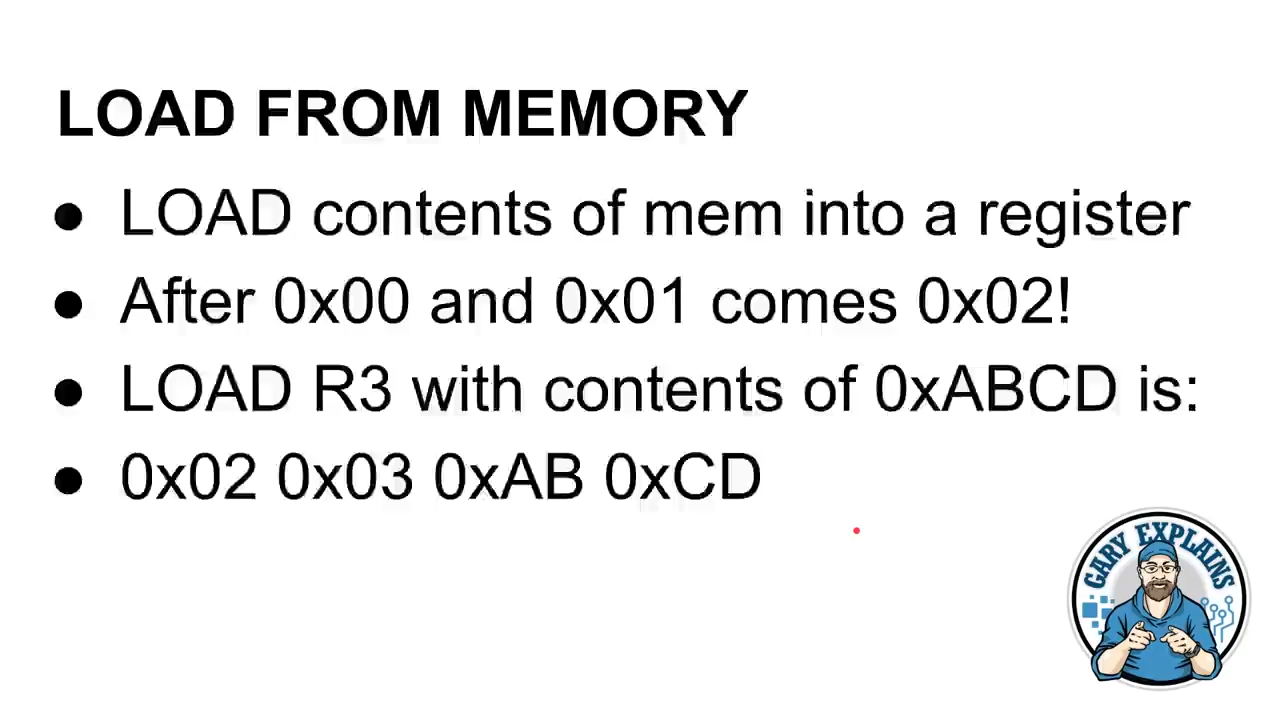 LOAD FROM MEMORY
● LOAD contents of mem into a register
● After 0x00 and 0x01 comes 0x02!
● LOAD R3 with contents of 0xABCD is:
● 0x02 0x03 0xAB 0xCD
GARY EXPLAINS